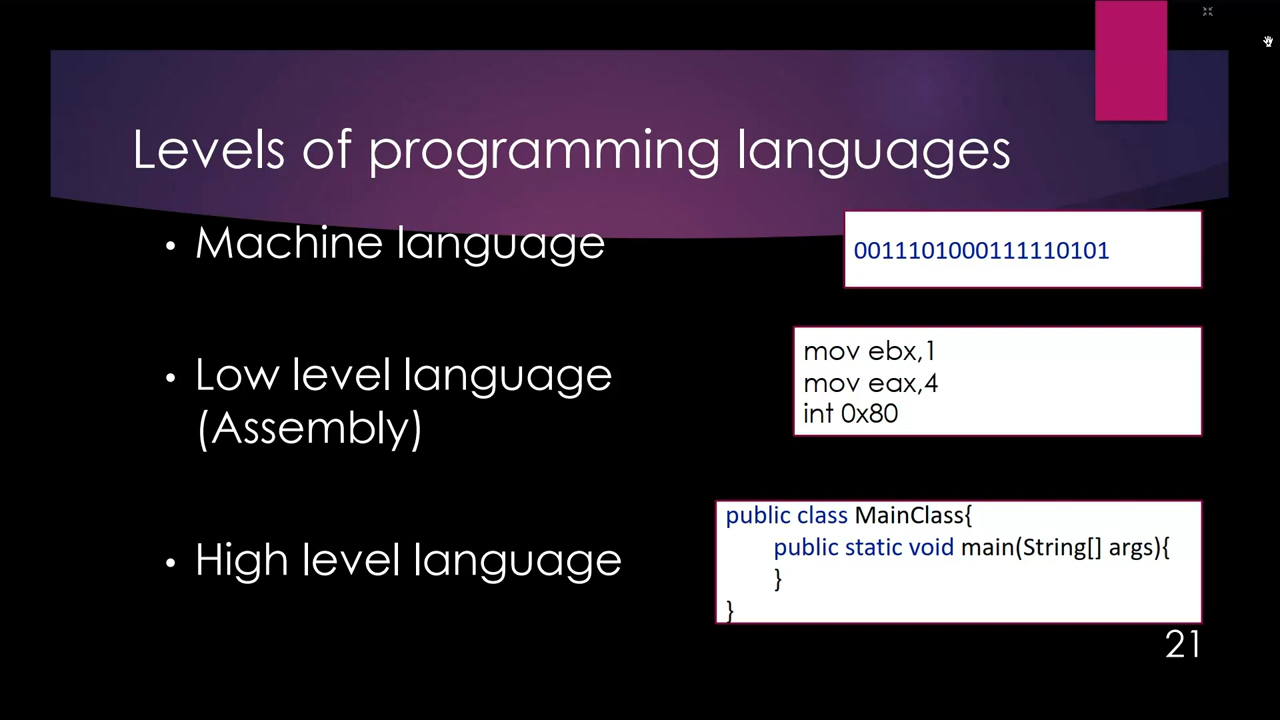 Levels of programming languages
• Machine language
0011101000111110101
• Low level language
(Assembly)
mov ebx,1
mov eax,4
int 0x80
• High level language
public class MainClass{
public static void main(String[] args){
}
}
21